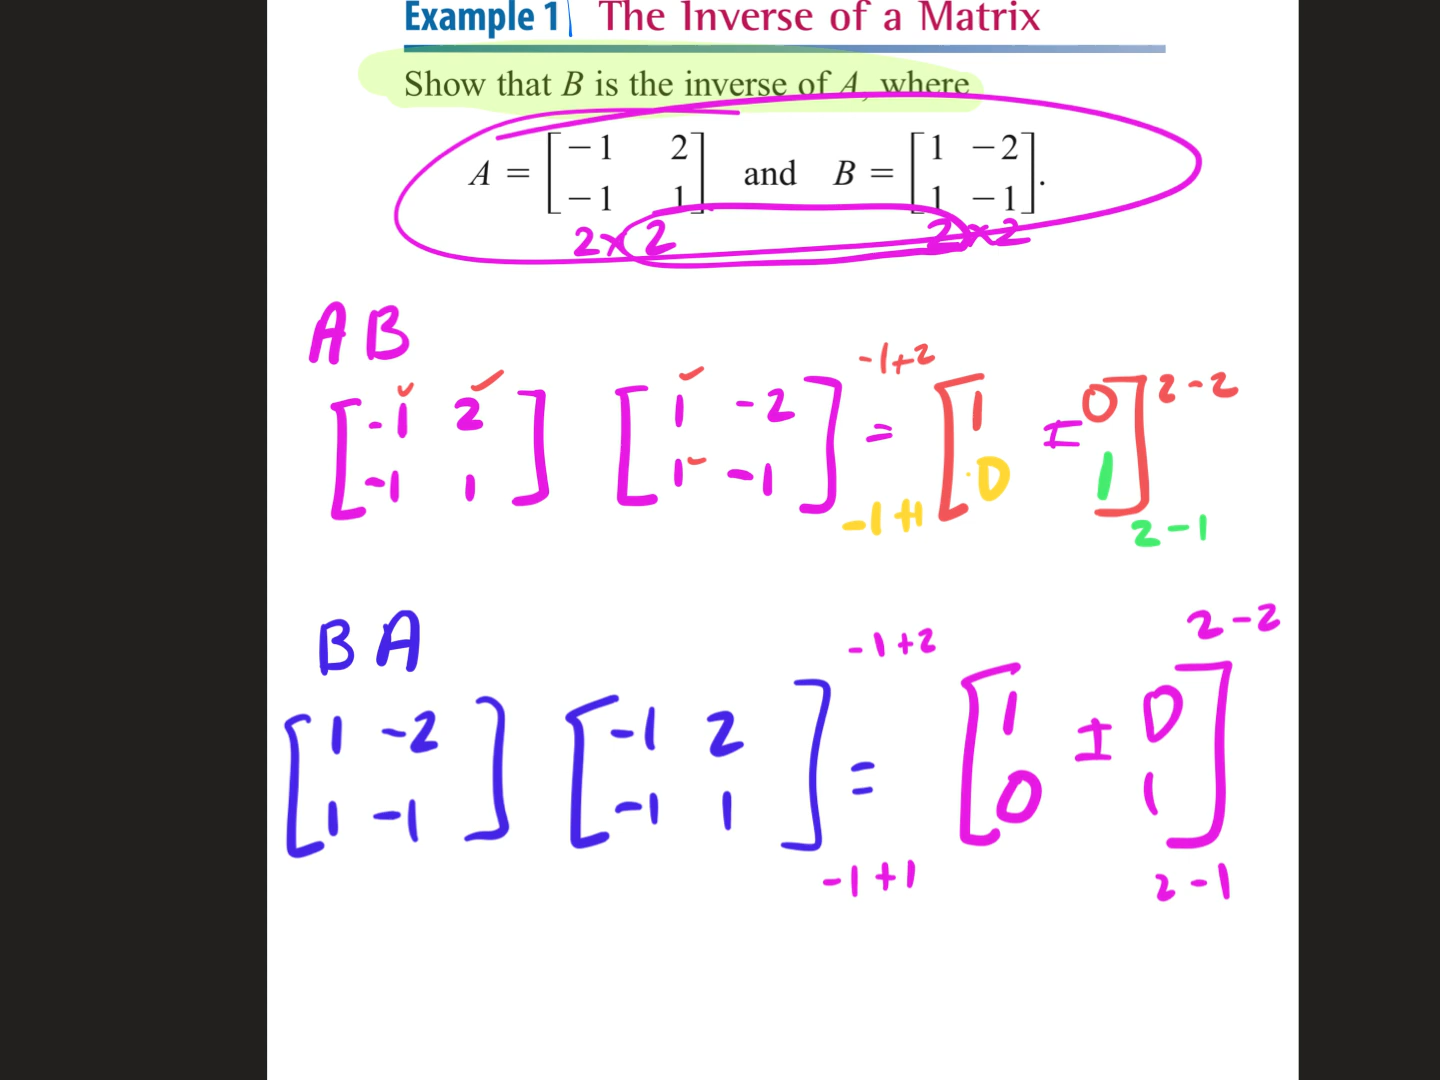 Example 1 The Inverse of a Matrix
Show that B is the inverse of A, where
A = [ −1 2 ] and B = [ 1 −2 ].
[ −1 1 ] [ 1 −1 ]
2×2 2×2
AB
-1+2
[ -1 2 ] [ 1 -2 ] = [ 1 ± 0 ] 2-2
[ -1 1 ] [ 1 -1 ] [ 0 1 ]
-1+1 2-1
BA
-1+2 2-2
[ 1 -2 ] [ -1 2 ] = [ 1 ± 0 ]
[ 1 -1 ] [ -1 1 ] [ 0 1 ]
-1+1 2-1